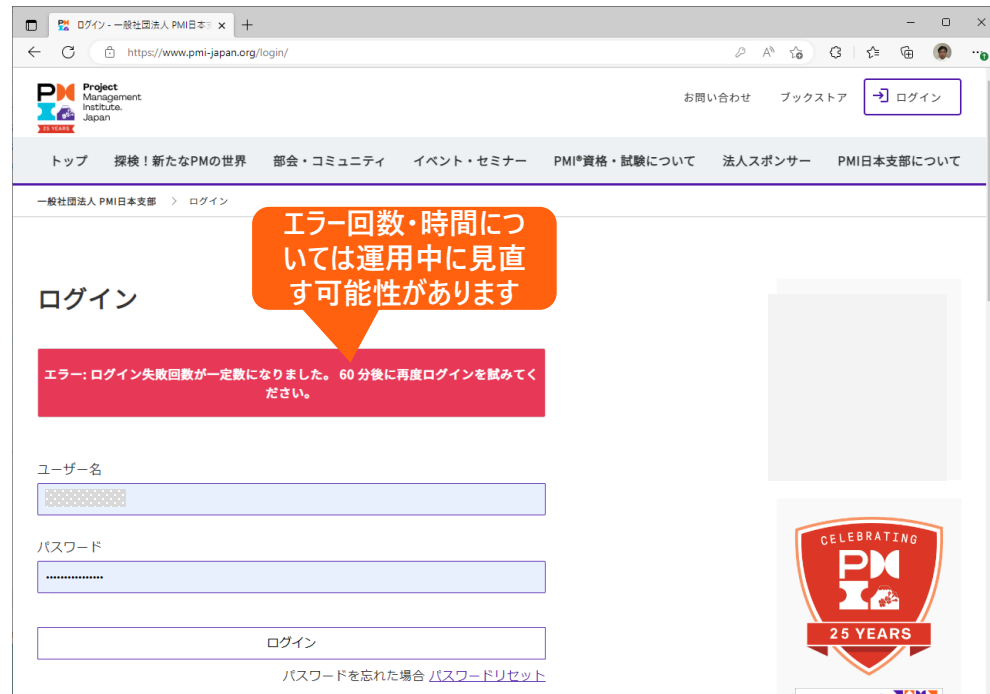 ログイン - 一般社団法人 PMI日本支
https://www.pmi-japan.org/login/
Project
Management
Institute.
Japan
25 YEARS
お問い合わせ ブックストア ログイン
トップ 探検！新たなPMの世界 部会・コミュニティ イベント・セミナー PMI®資格・試験について 法人スポンサー PMI日本支部について
一般社団法人 PMI日本支部 > ログイン
エラー回数・時間につ
いては運用中に見直
す可能性があります
ログイン
エラー: ログイン失敗回数が一定数になりました。 60 分後に再度ログインを試みてく
ださい。
ユーザー名
パスワード
ログイン
パスワードを忘れた場合 パスワードリセット
CELEBRATING
PMI
25 YEARS